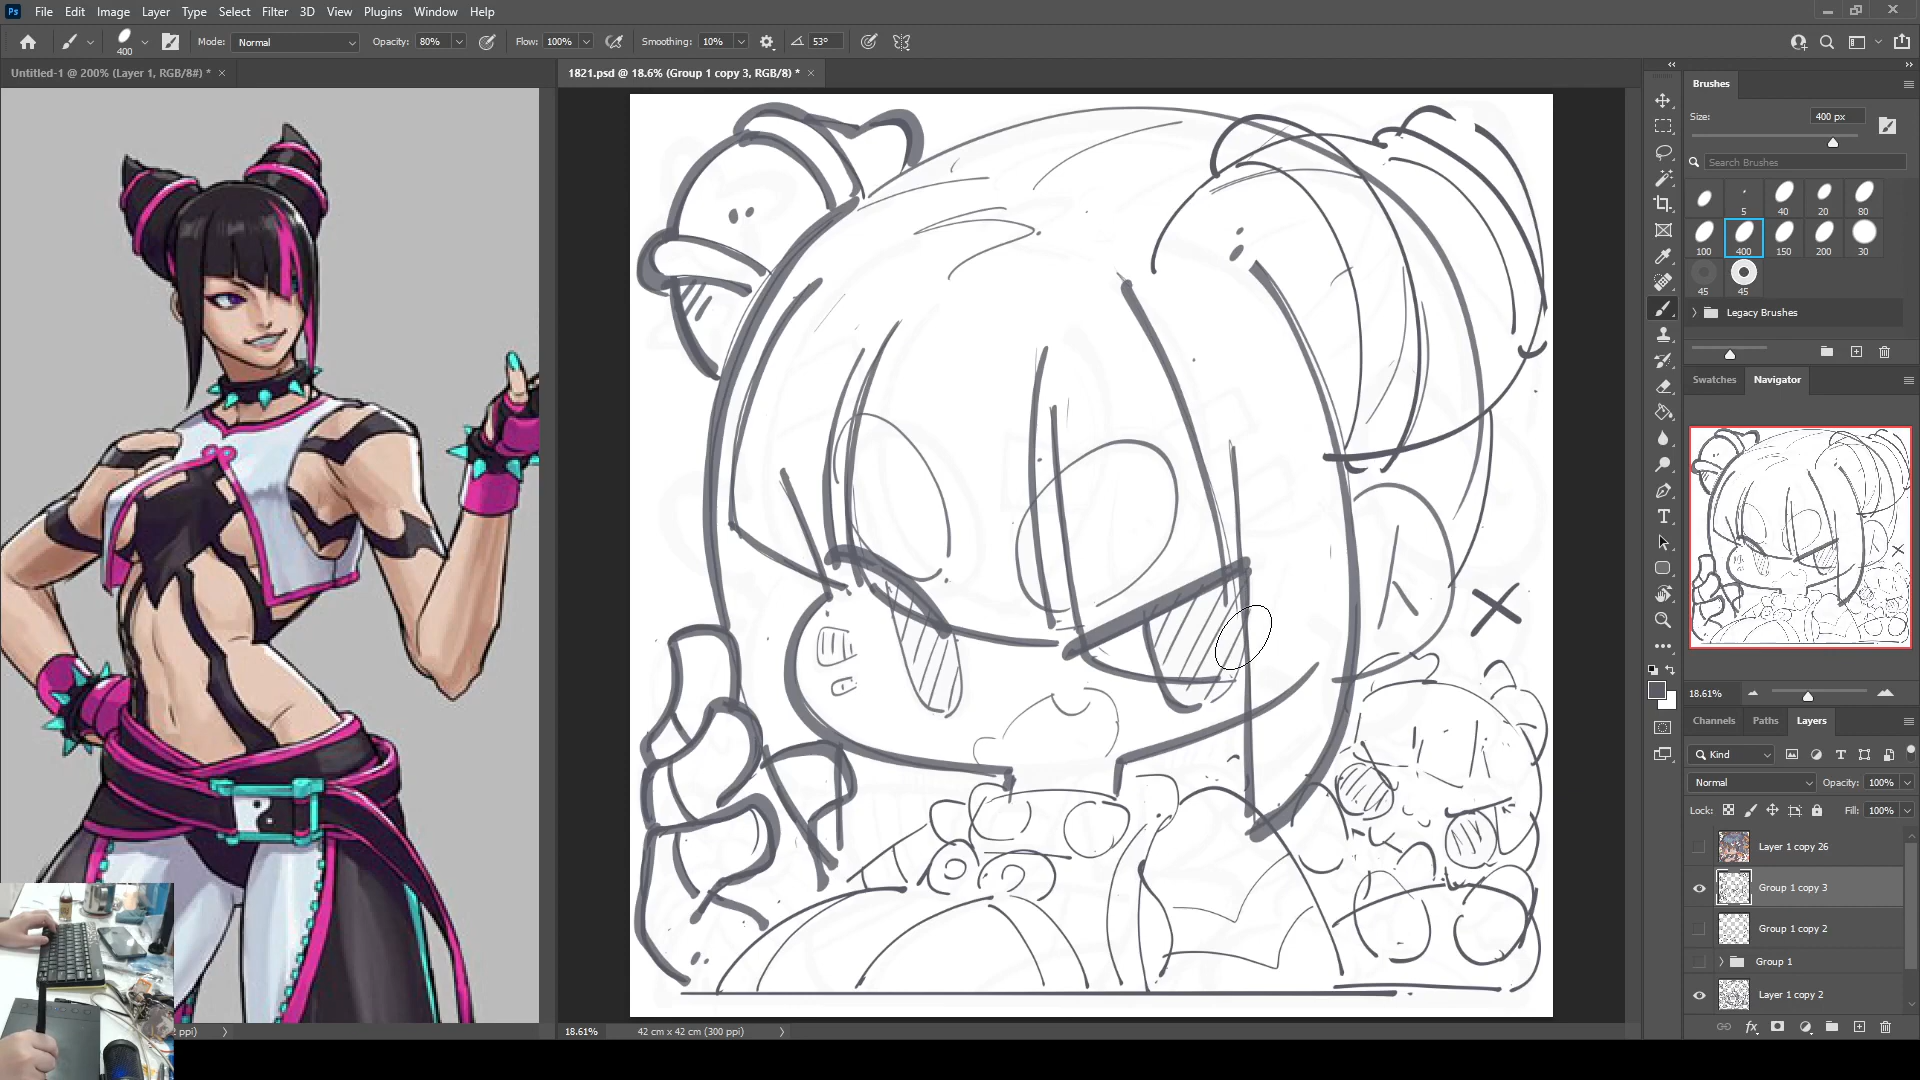 Ps File Edit Image Layer Type Select Filter 3D View Plugins Window Help
400 Mode: Normal Opacity: 80% Flow: 100% Smoothing: 10% 53°
Untitled-1 @ 200% (Layer 1, RGB/8#) * ×
1821.psd @ 18.6% (Group 1 copy 3, RGB/8) * ×
Brushes
Size: 400 px
Search Brushes
5 40 20 80
100 400 150 200 30
45 45
Legacy Brushes
Swatches Navigator
18.61%
Channels Paths Layers
Kind
Normal Opacity: 100%
Lock: Fill: 100%
Layer 1 copy 26
Group 1 copy 3
Group 1 copy 2
Group 1
Layer 1 copy 2
ppi)
18.61% 42 cm x 42 cm (300 ppi)